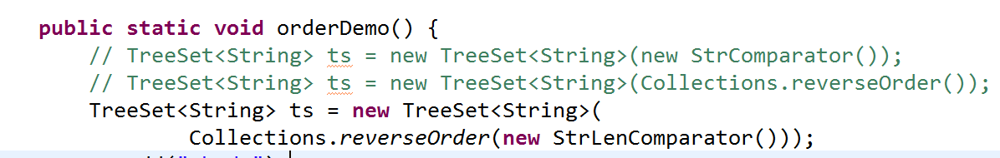 public static void orderDemo() {
// TreeSet<String> ts = new TreeSet<String>(new StrComparator());
// TreeSet<String> ts = new TreeSet<String>(Collections.reverseOrder());
TreeSet<String> ts = new TreeSet<String>(
Collections.reverseOrder(new StrLenComparator()));